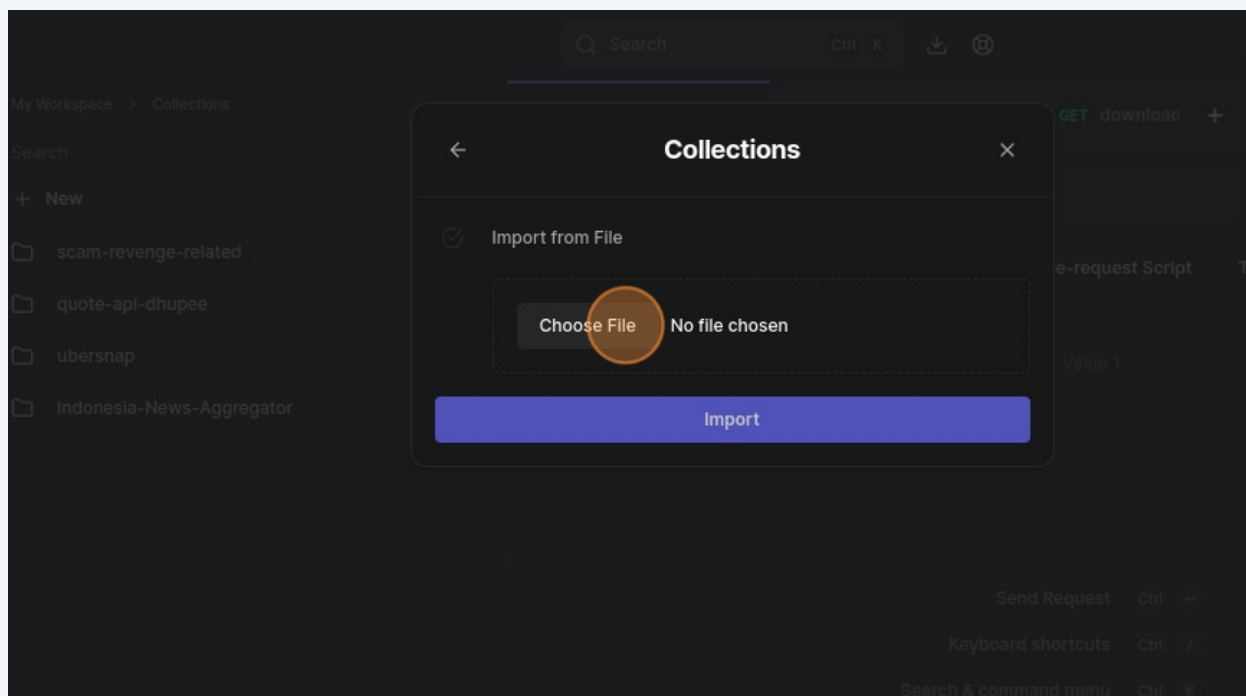 Search Ctrl K
My Workspace > Collections
GET download +
Search
Collections
+ New
Import from File
scam-revenge-related
e-request Script T
quote-api-dhupee
Choose File No file chosen
ubersnap
Value 1
Indonesia-News-Aggregator
Import
Send Request Ctrl ↵
Keyboard shortcuts Ctrl /
Search & command menu Ctrl K